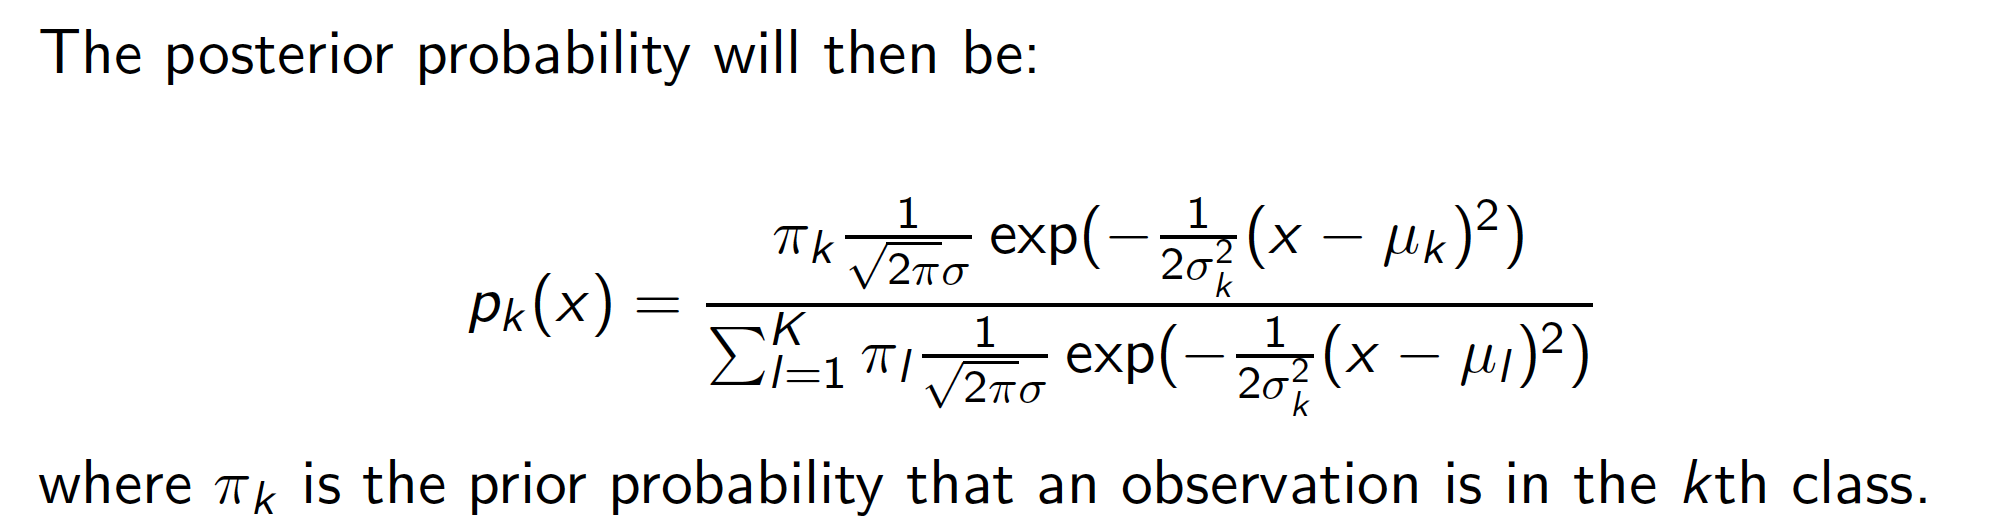 The posterior probability will then be:
$p_k(x) = \frac{\pi_k \frac{1}{\sqrt{2\pi}\sigma} \exp(-\frac{1}{2\sigma_k^2}(x - \mu_k)^2)}{\sum_{l=1}^{K} \pi_l \frac{1}{\sqrt{2\pi}\sigma} \exp(-\frac{1}{2\sigma_k^2}(x - \mu_l)^2)}$
where $\pi_k$ is the prior probability that an observation is in the $k$th class.